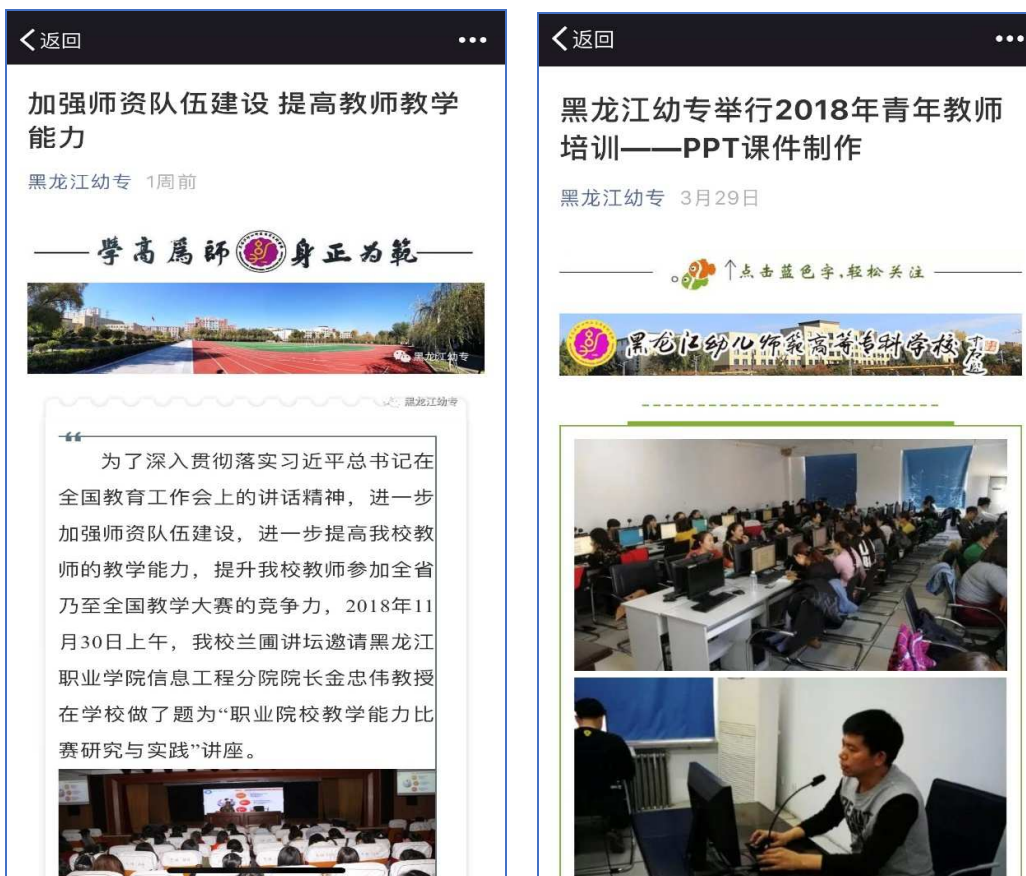 返回
加强师资队伍建设 提高教师教学
能力
黑龙江幼专 1周前
學高爲師 身正为範
黑龙江幼专
黑龙江幼专
为了深入贯彻落实习近平总书记在
全国教育工作会上的讲话精神，进一步
加强师资队伍建设，进一步提高我校教
师的教学能力，提升我校教师参加全省
乃至全国教学大赛的竞争力，2018年11
月30日上午，我校兰圃讲坛邀请黑龙江
职业学院信息工程分院院长金忠伟教授
在学校做了题为“职业院校教学能力比
赛研究与实践”讲座。
返回
黑龙江幼专举行2018年青年教师
培训——PPT课件制作
黑龙江幼专 3月29日
↑点击蓝色字,轻松关注
黑龙江幼儿师范高等专科学校